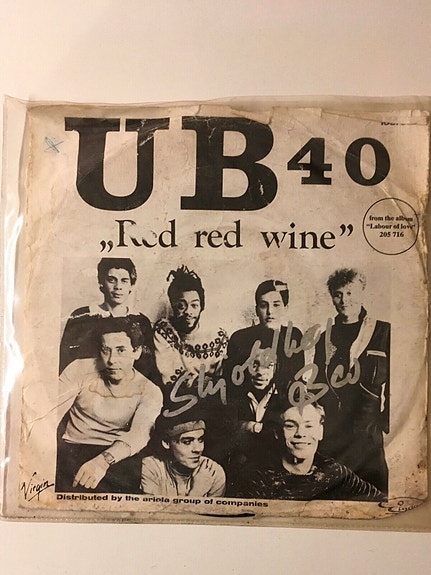 UB40
„Red red wine”
from the album
"Labour of love"
205 716
Virgin
Distributed by the ariola group of companies